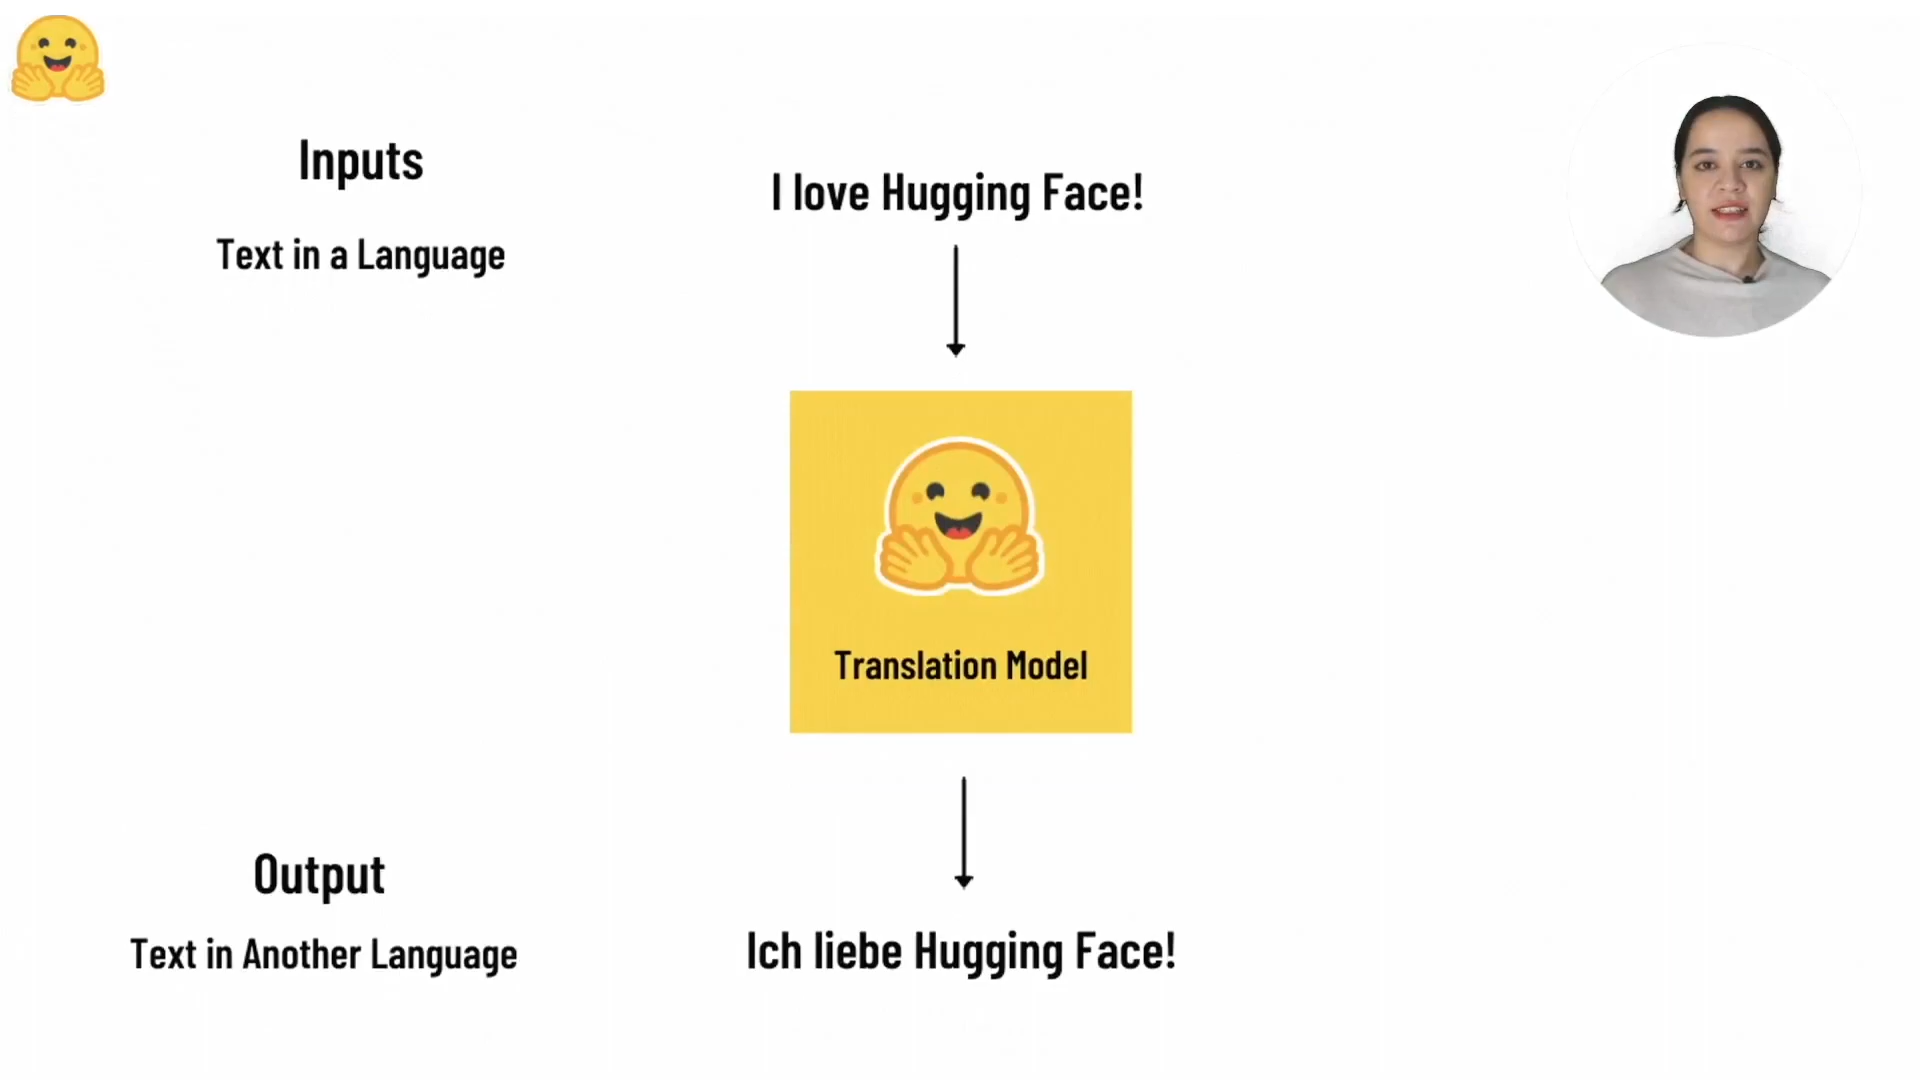 Inputs
Text in a Language
I love Hugging Face!
Translation Model
Output
Text in Another Language
Ich liebe Hugging Face!